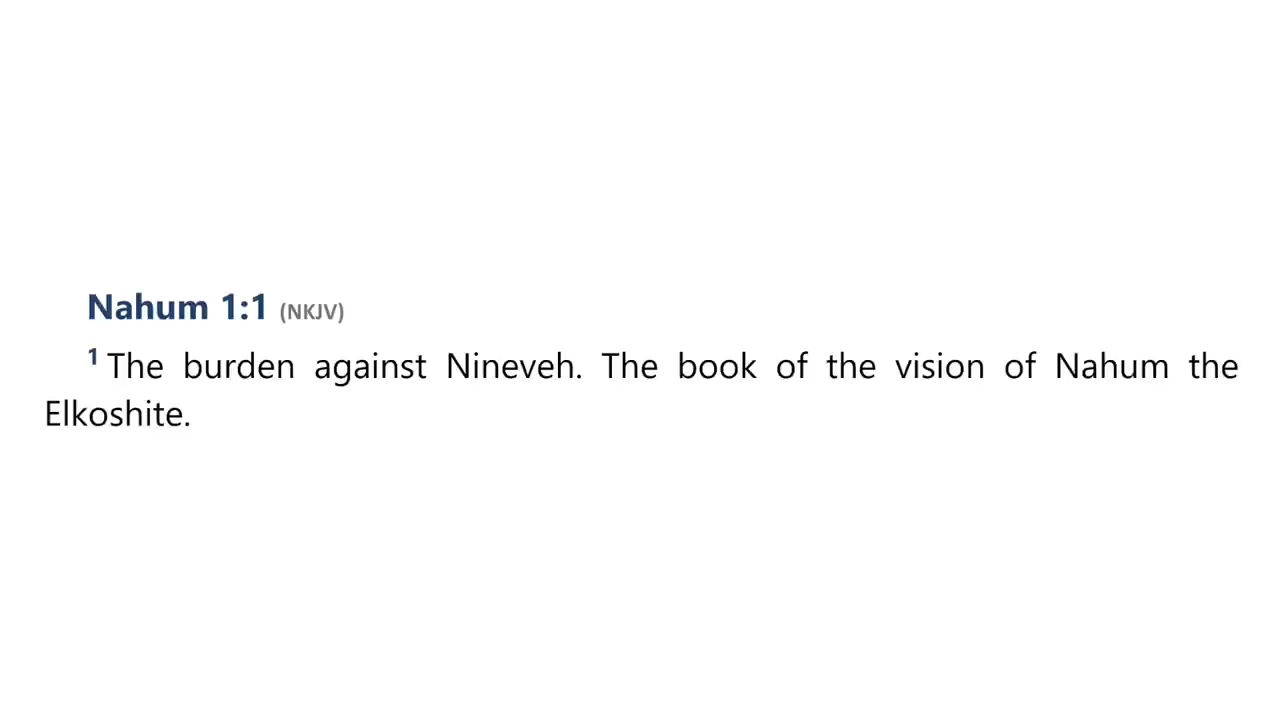 Nahum 1:1 (NKJV)
1 The burden against Nineveh. The book of the vision of Nahum the
Elkoshite.